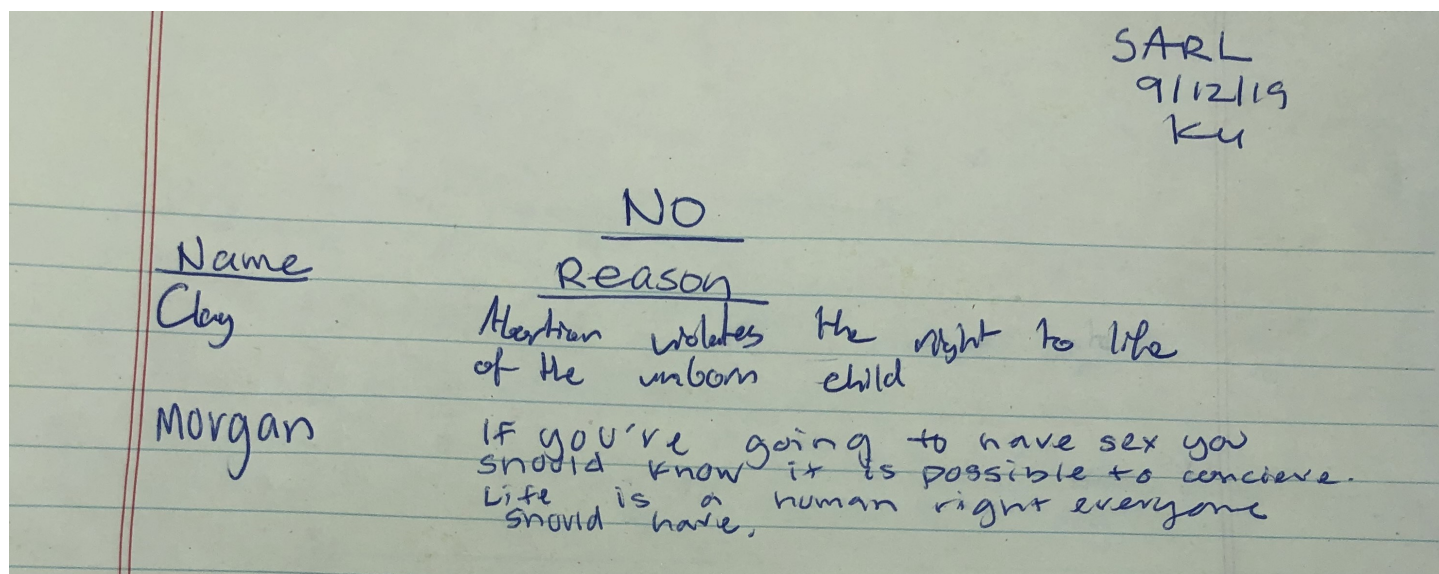 SARL
9/12/19
KU
NO
Name Reason
Clay Abortion violates the right to life
of the unborn child
Morgan If you're going to have sex you
should know it is possible to concieve.
Life is a human right everyone
should have.